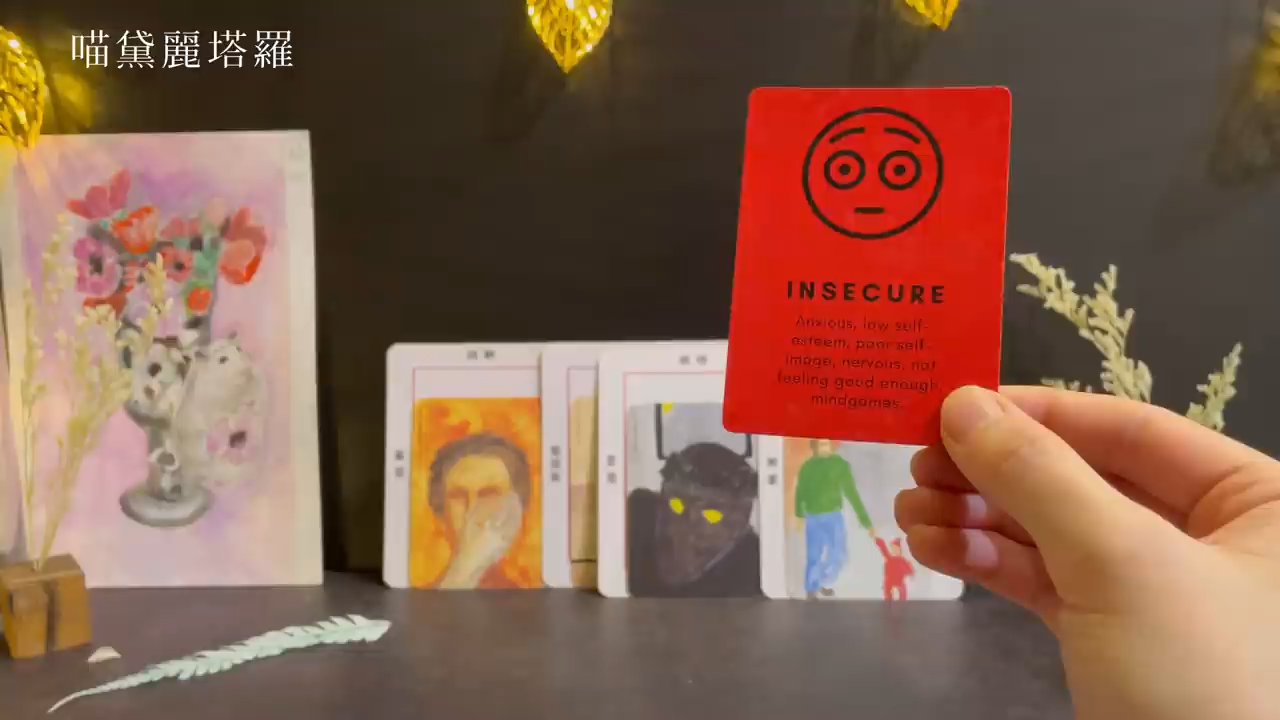 喵黛麗塔羅
INSECURE
Anxious, low self-
esteem, poor self-
image, nervous, not
feeling good enough,
mindgames.